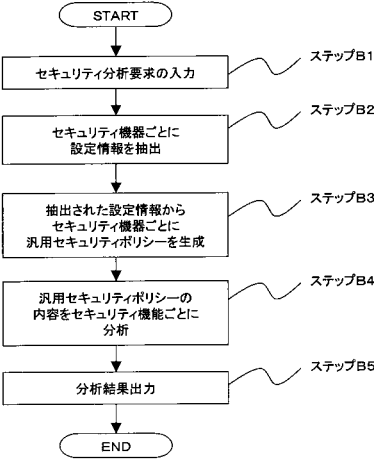 START
セキュリティ分析要求の入力
ステップB1
セキュリティ機器ごとに
設定情報を抽出
ステップB2
抽出された設定情報から
セキュリティ機器ごとに
汎用セキュリティポリシーを生成
ステップB3
汎用セキュリティポリシーの
内容をセキュリティ機能ごとに
分析
ステップB4
分析結果出力
ステップB5
END